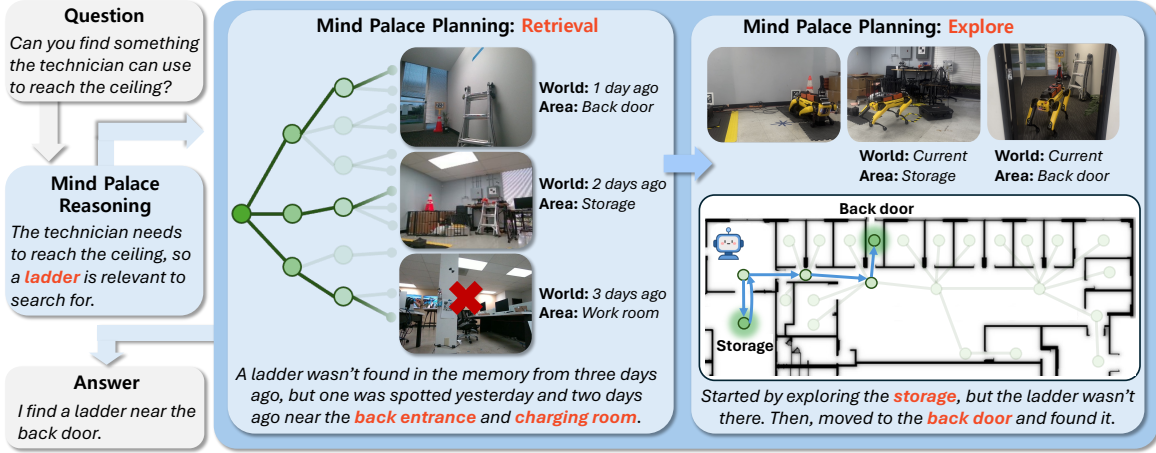 Question
Can you find something
the technician can use
to reach the ceiling?
Mind Palace
Reasoning
The technician needs
to reach the ceiling, so
a ladder is relevant to
search for.
Answer
I find a ladder near the
back door.
Mind Palace Planning: Retrieval
World: 1 day ago
Area: Back door
World: 2 days ago
Area: Storage
World: 3 days ago
Area: Work room
A ladder wasn't found in the memory from three days
ago, but one was spotted yesterday and two days
ago near the back entrance and charging room.
Mind Palace Planning: Explore
World: Current
Area: Storage
World: Current
Area: Back door
Back door
Storage
Started by exploring the storage, but the ladder wasn't
there. Then, moved to the back door and found it.